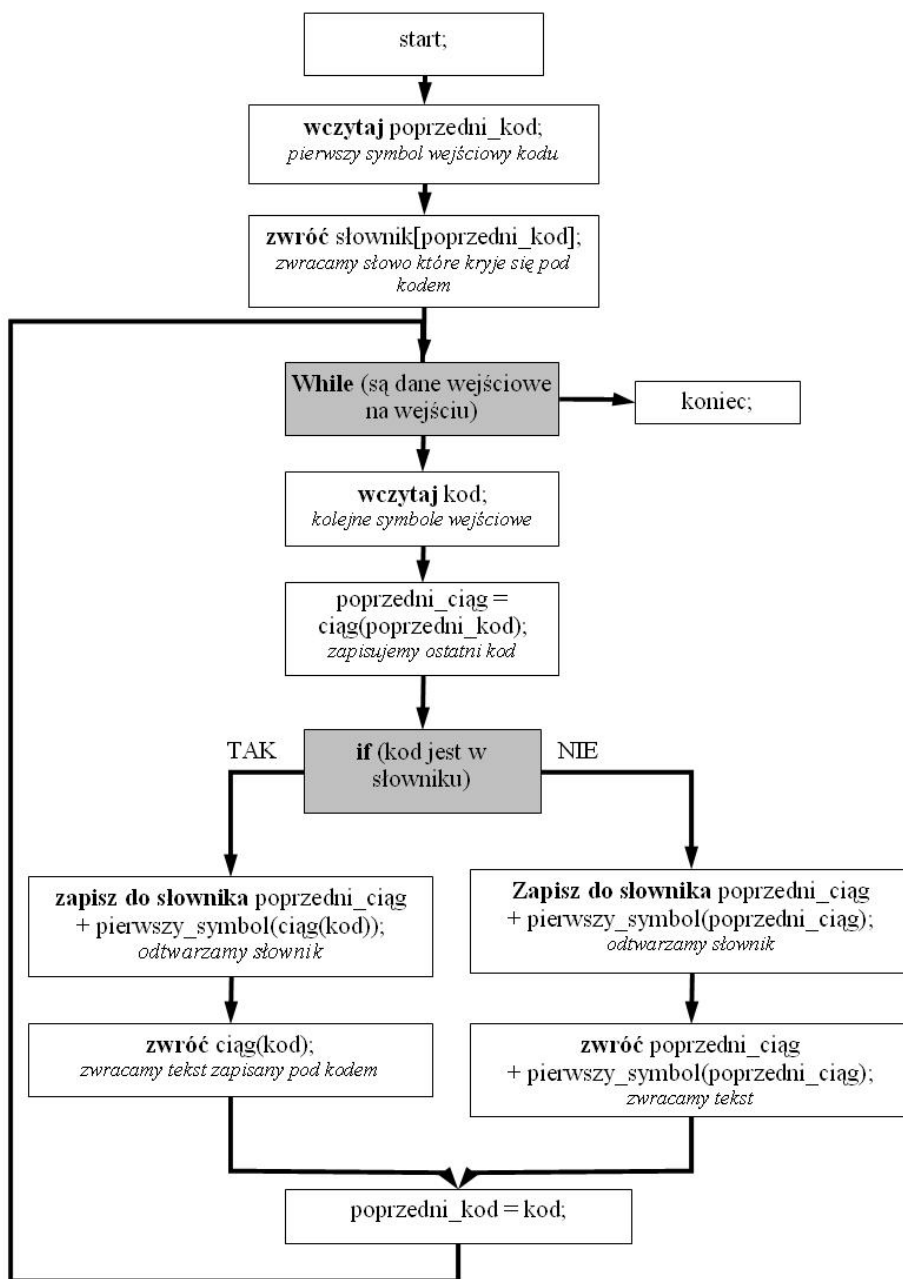 start;
wczytaj poprzedni_kod;
pierwszy symbol wejściowy kodu
zwróć słownik[poprzedni_kod];
zwracamy słowo które kryje się pod
kodem
While (są dane wejściowe
na wejściu)
koniec;
wczytaj kod;
kolejne symbole wejściowe
poprzedni_ciąg =
ciąg(poprzedni_kod);
zapisujemy ostatni kod
if (kod jest w
słowniku)
TAK
NIE
zapisz do słownika poprzedni_ciąg
+ pierwszy_symbol(ciąg(kod));
odtwarzamy słownik
Zapisz do słownika poprzedni_ciąg
+ pierwszy_symbol(poprzedni_ciąg);
odtwarzamy słownik
zwróć ciąg(kod);
zwracamy tekst zapisany pod kodem
zwróć poprzedni_ciąg
+ pierwszy_symbol(poprzedni_ciąg);
zwracamy tekst
poprzedni_kod = kod;